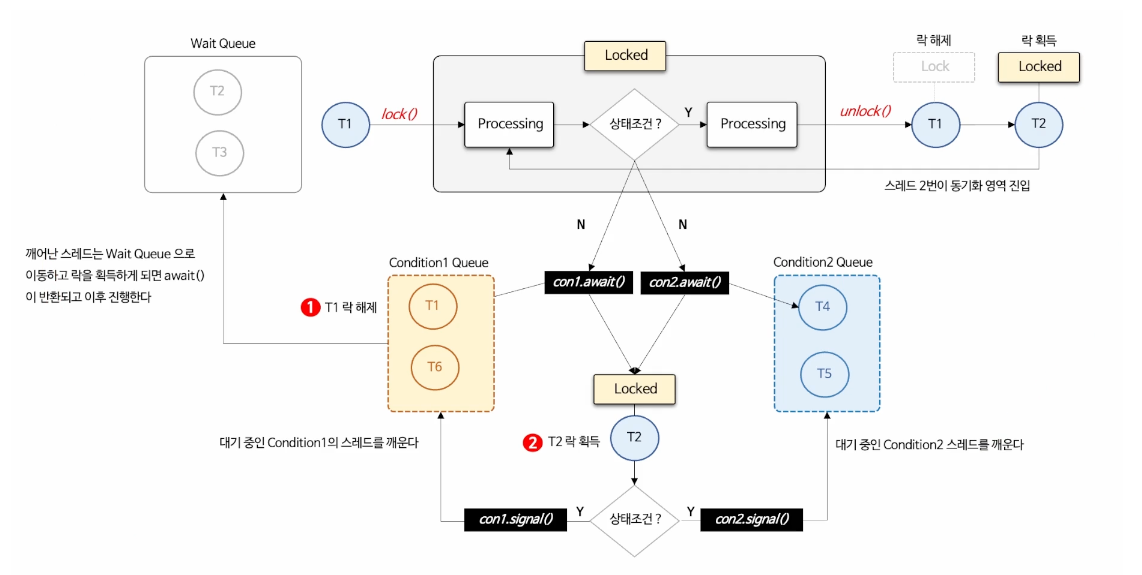 Wait Queue
T2
T3
T1
lock()
Locked
Processing
상태조건 ?
Y
Processing
unlock()
락 해제
Lock
T1
락 획득
Locked
T2
스레드 2번이 동기화 영역 진입
N
N
깨어난 스레드는 Wait Queue 으로
이동하고 락을 획득하게 되면 await()
이 반환되고 이후 진행한다
Condition1 Queue
T1
T6
1 T1 락 해제
con1.await()
con2.await()
Condition2 Queue
T4
T5
Locked
2 T2 락 획득
T2
대기 중인 Condition1의 스레드를 깨운다
대기 중인 Condition2 스레드를 깨운다
con1.signal()
Y
상태조건 ?
Y
con2.signal()